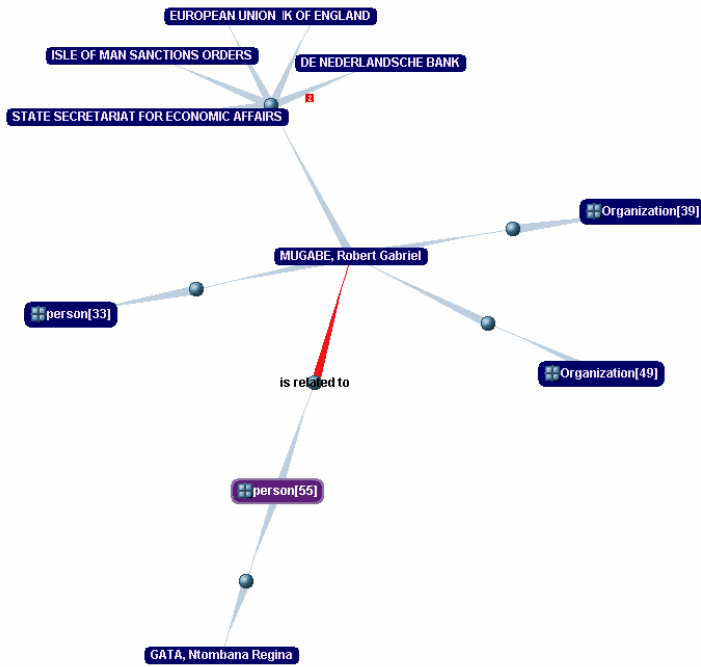 EUROPEAN UNION
K OF ENGLAND
ISLE OF MAN SANCTIONS ORDERS
DE NEDERLANDSCHE BANK
2
STATE SECRETARIAT FOR ECONOMIC AFFAIRS
Organization[39]
MUGABE, Robert Gabriel
person[33]
Organization[49]
is related to
person[55]
GATA, Ntombana Regina